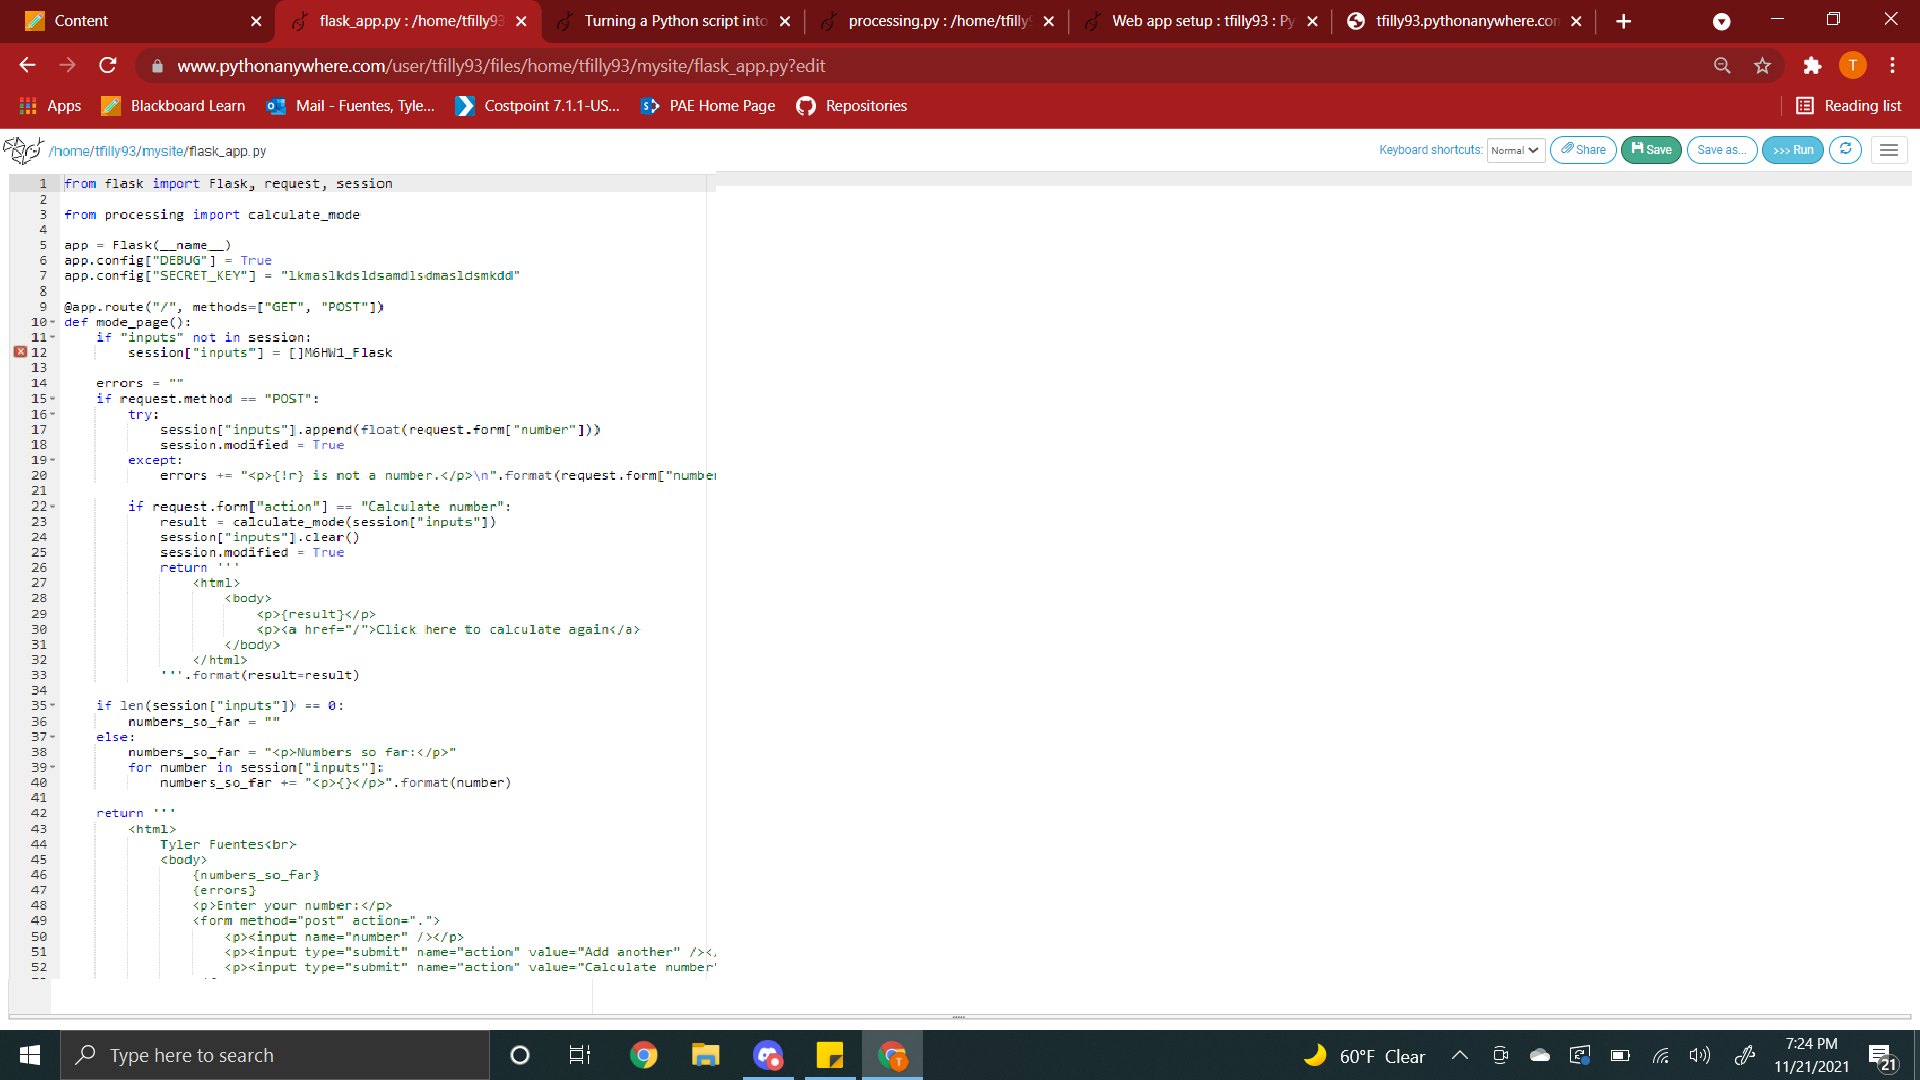 Content
flask_app.py : /home/tfilly93
Turning a Python script into
processing.py : /home/tfilly
Web app setup : tfilly93 : Py
tfilly93.pythonanywhere.com
www.pythonanywhere.com/user/tfilly93/files/home/tfilly93/mysite/flask_app.py?edit
T
Apps
Blackboard Learn
Mail - Fuentes, Tyle...
Costpoint 7.1.1-US...
PAE Home Page
Repositories
Reading list
/home/tfilly93/mysite/flask_app.py
Keyboard shortcuts:
Normal
Share
Save
Save as...
>>> Run
1 from flask import Flask, request, session
2
3 from processing import calculate_mode
4
5 app = Flask(__name__)
6 app.config["DEBUG"] = True
7 app.config["SECRET_KEY"] = "lkmaslkdsldsamdlsdmasldsmkdd"
8
9 @app.route("/", methods=["GET", "POST"])
10 def mode_page():
11     if "inputs" not in session:
12         session["inputs"] = []M6HW1_Flask
13
14     errors = ""
15     if request.method == "POST":
16         try:
17             session["inputs"].append(float(request.form["number"]))
18             session.modified = True
19         except:
20             errors += "<p>{!r} is not a number.</p>\n".format(request.form["number
21
22         if request.form["action"] == "Calculate number":
23             result = calculate_mode(session["inputs"])
24             session["inputs"].clear()
25             session.modified = True
26             return '''
27                 <html>
28                     <body>
29                         <p>{result}</p>
30                         <p><a href="/">Click here to calculate again</a>
31                     </body>
32                 </html>
33             '''.format(result=result)
34
35     if len(session["inputs"]) == 0:
36         numbers_so_far = ""
37     else:
38         numbers_so_far = "<p>Numbers so far:</p>"
39         for number in session["inputs"]:
40             numbers_so_far += "<p>{}</p>".format(number)
41
42     return '''
43         <html>
44             Tyler Fuentes<br>
45             <body>
46                 {numbers_so_far}
47                 {errors}
48                 <p>Enter your number:</p>
49                 <form method="post" action=".">
50                     <p><input name="number" /></p>
51                     <p><input type="submit" name="action" value="Add another" /></
52                     <p><input type="submit" name="action" value="Calculate number"
Type here to search
T
60°F Clear
7:24 PM
11/21/2021
21